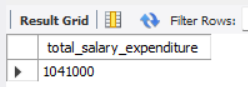 Result Grid Filter Rows:
total_salary_expenditure
1041000